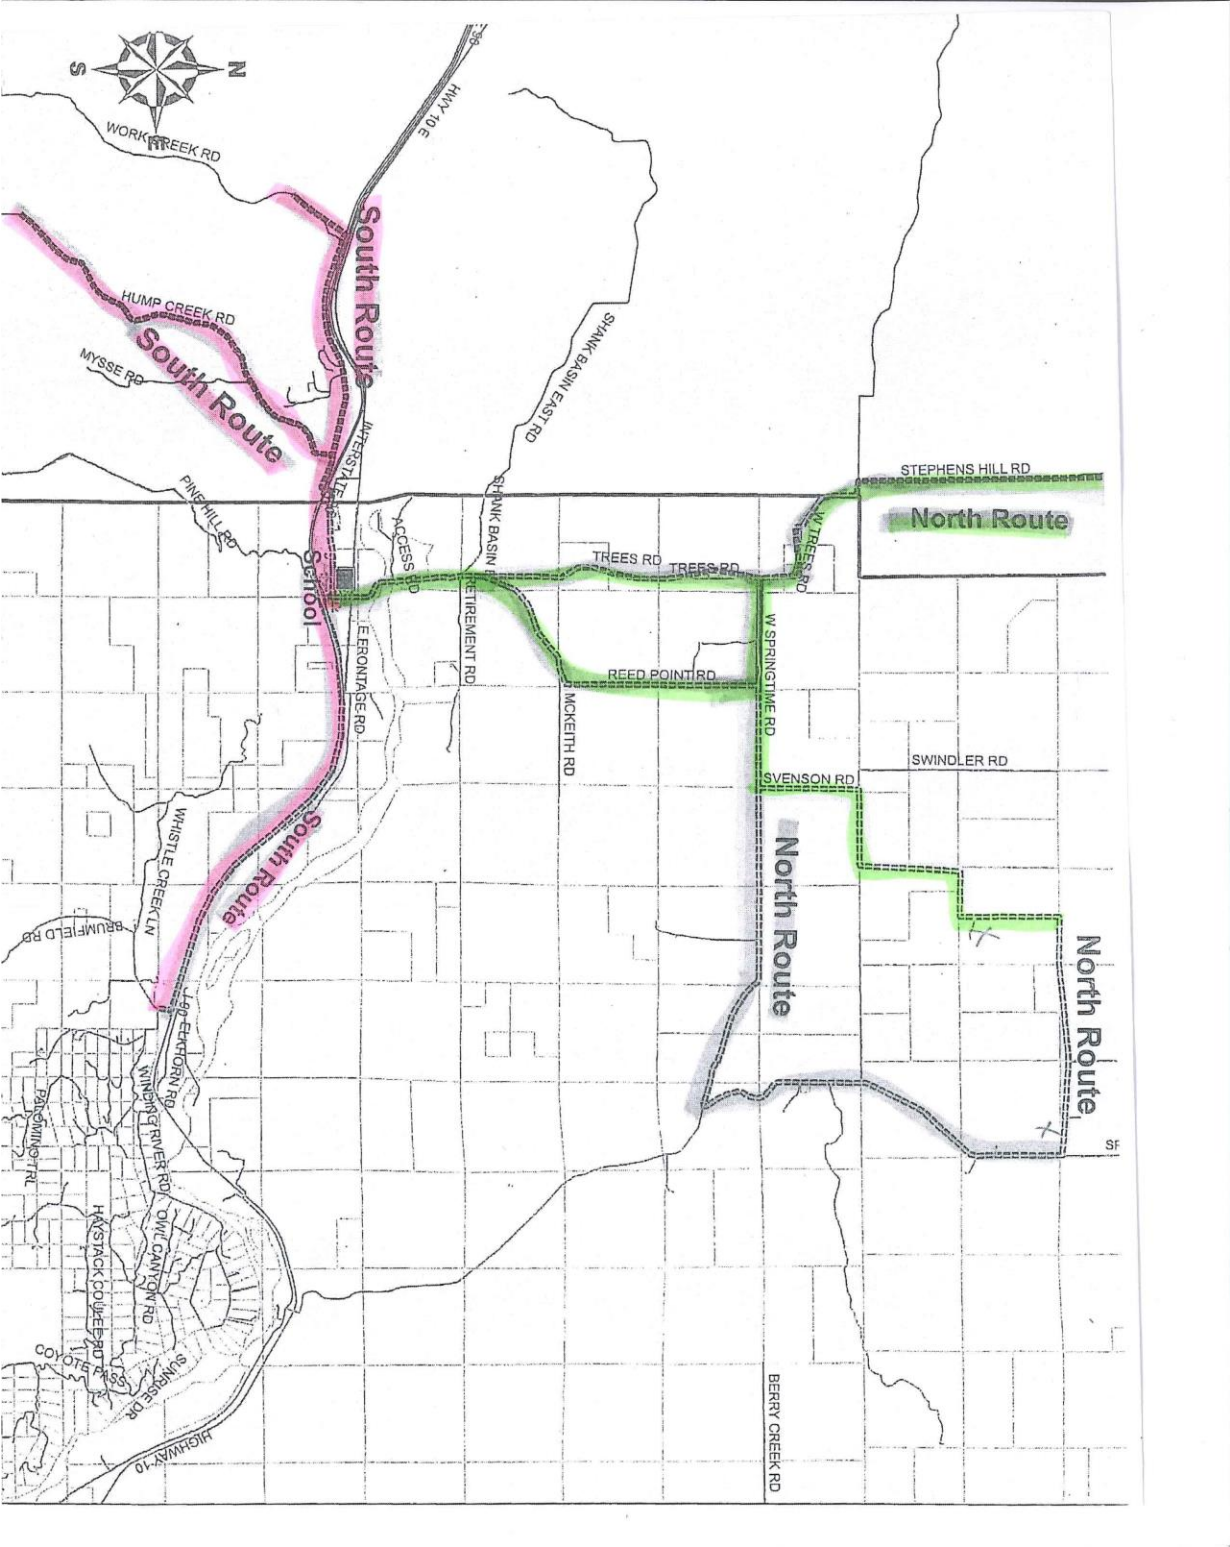 S
N
E
WORK CREEK RD
HWY 10 E
South Route
HUMP CREEK RD
South Route
MYSSE RD
SHANK BASIN EAST RD
INTERSTATE
PINE HILL RD
ACCESS RD
SHANK BASIN
STEPHENS HILL RD
North Route
W TREES RD
TREES RD
TREES RD
School
RETIREMENT RD
E FRONTAGE RD
REED POINT RD
W SPRINGTIME RD
MCKEITH RD
SWINDLER RD
SVENSON RD
South Route
North Route
WHISTLE CREEK LN
BRUMFIELD RD
North Route
I-90 ELKHORN RD
WINDING RIVER RD
PALOMINO TRL
OWL CANYON RD
HAYSTACK COULEE RD
COYOTE PASS
SUNRISE DR
HIGHWAY 10
BERRY CREEK RD